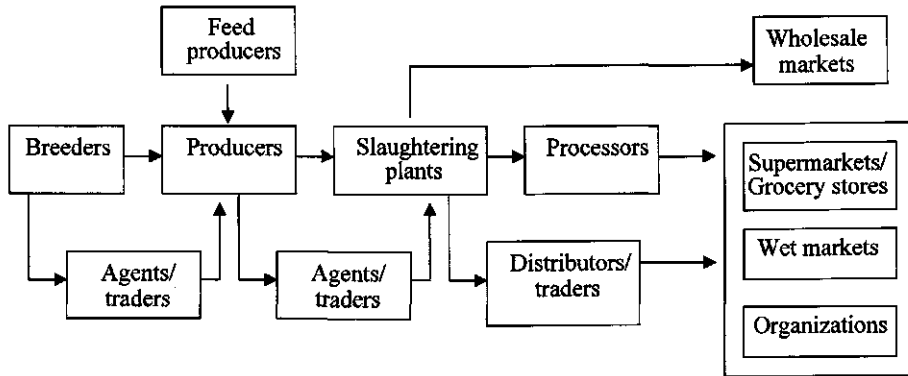 Feed
producers
Wholesale
markets
Breeders
Producers
Slaughtering
plants
Processors
Supermarkets/
Grocery stores
Wet markets
Organizations
Agents/
traders
Agents/
traders
Distributors/
traders